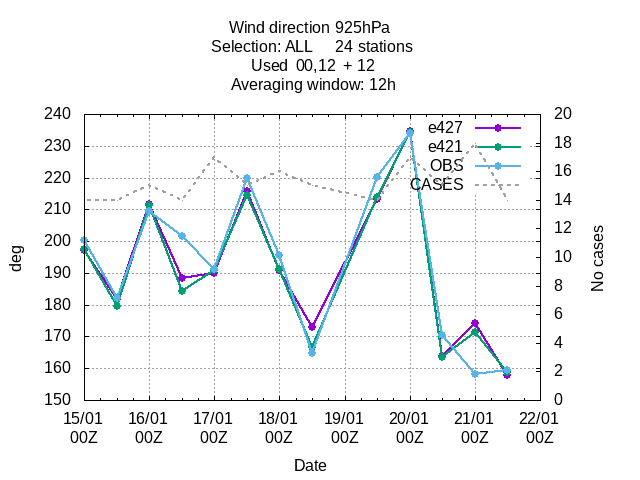 Wind direction 925hPa
Selection: ALL 24 stations
Used 00,12 + 12
Averaging window: 12h
240
230
220
210
200
190
180
170
160
150
deg
20
18
16
14
12
10
8
6
4
2
0
No cases
e427
e421
OBS
CASES
15/01 16/01 17/01 18/01 19/01 20/01 21/01 22/01
00Z 00Z 00Z 00Z 00Z 00Z 00Z 00Z
Date